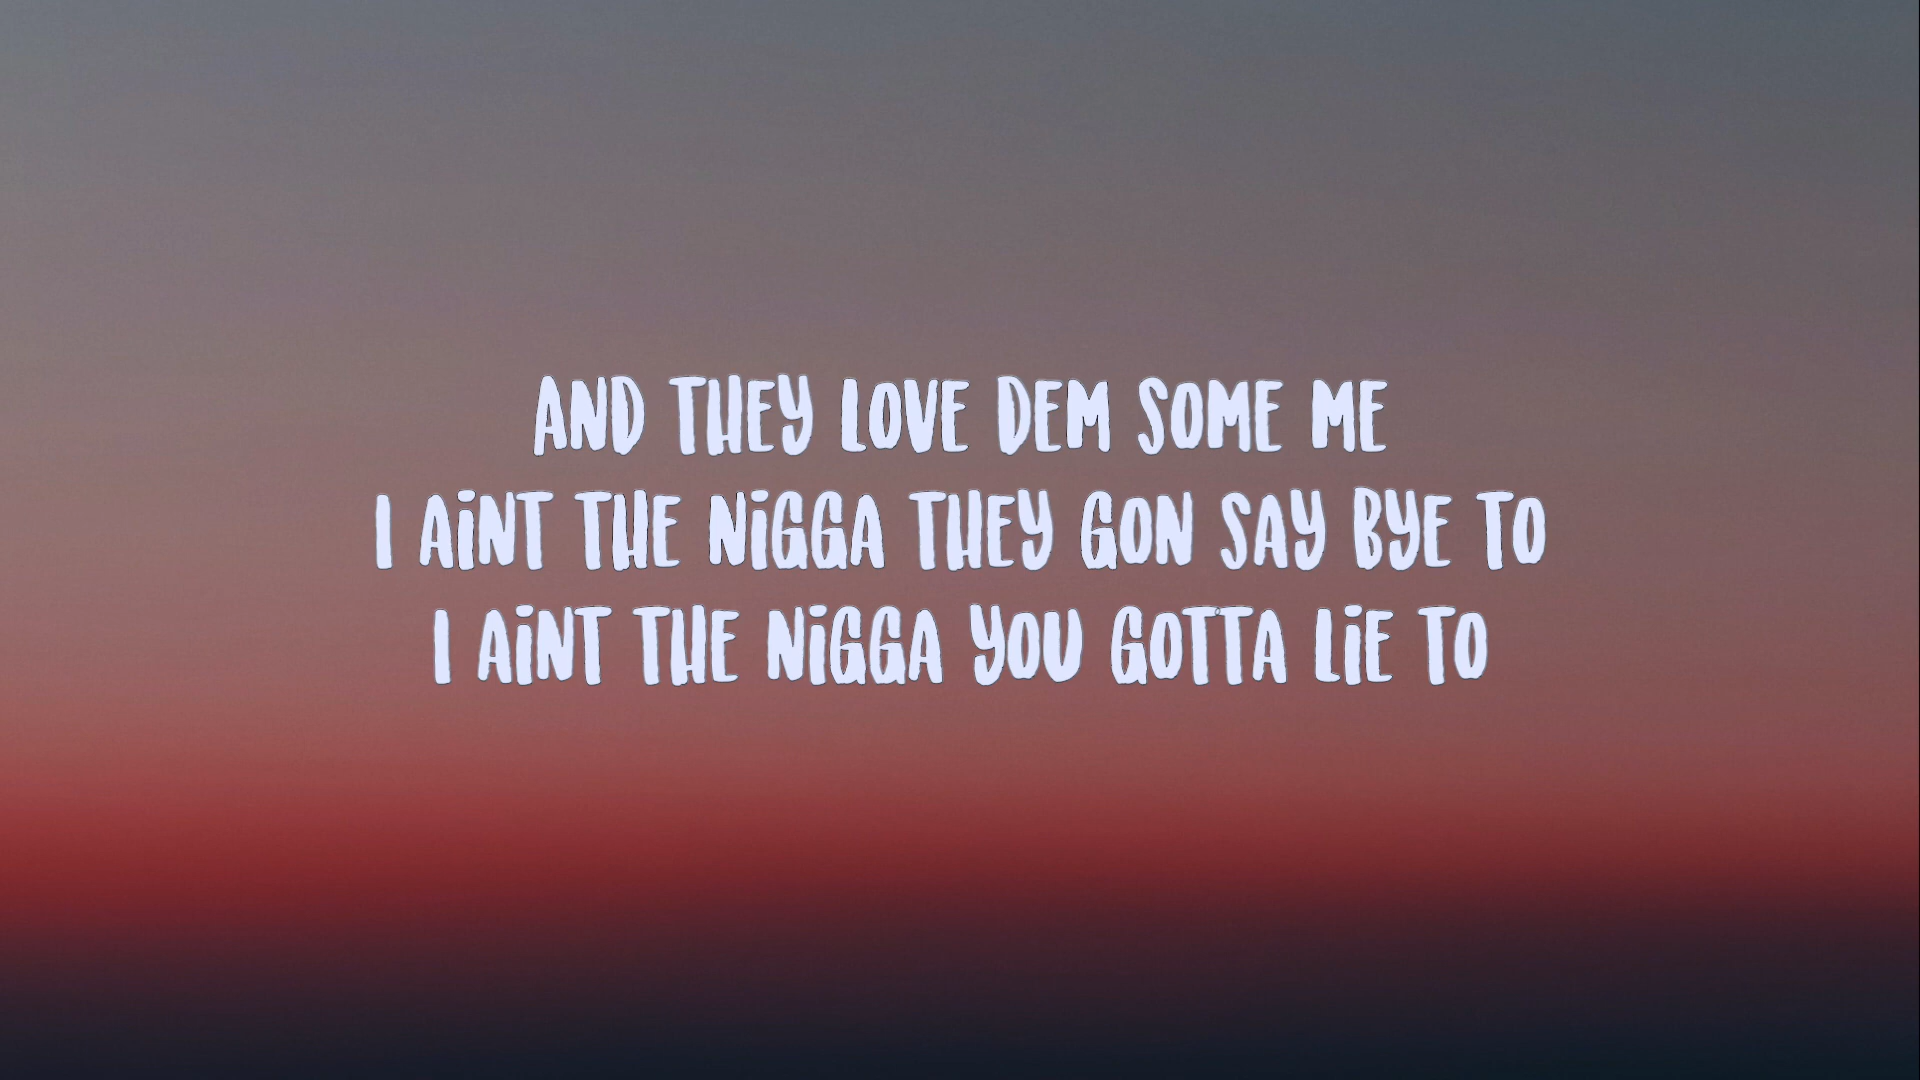 AND THEY LOVE DEM SOME ME
I AiNT THE NiGGA THEY GON SAY BYE TO
I AiNT THE NiGGA YOU GOTTA LiE TO